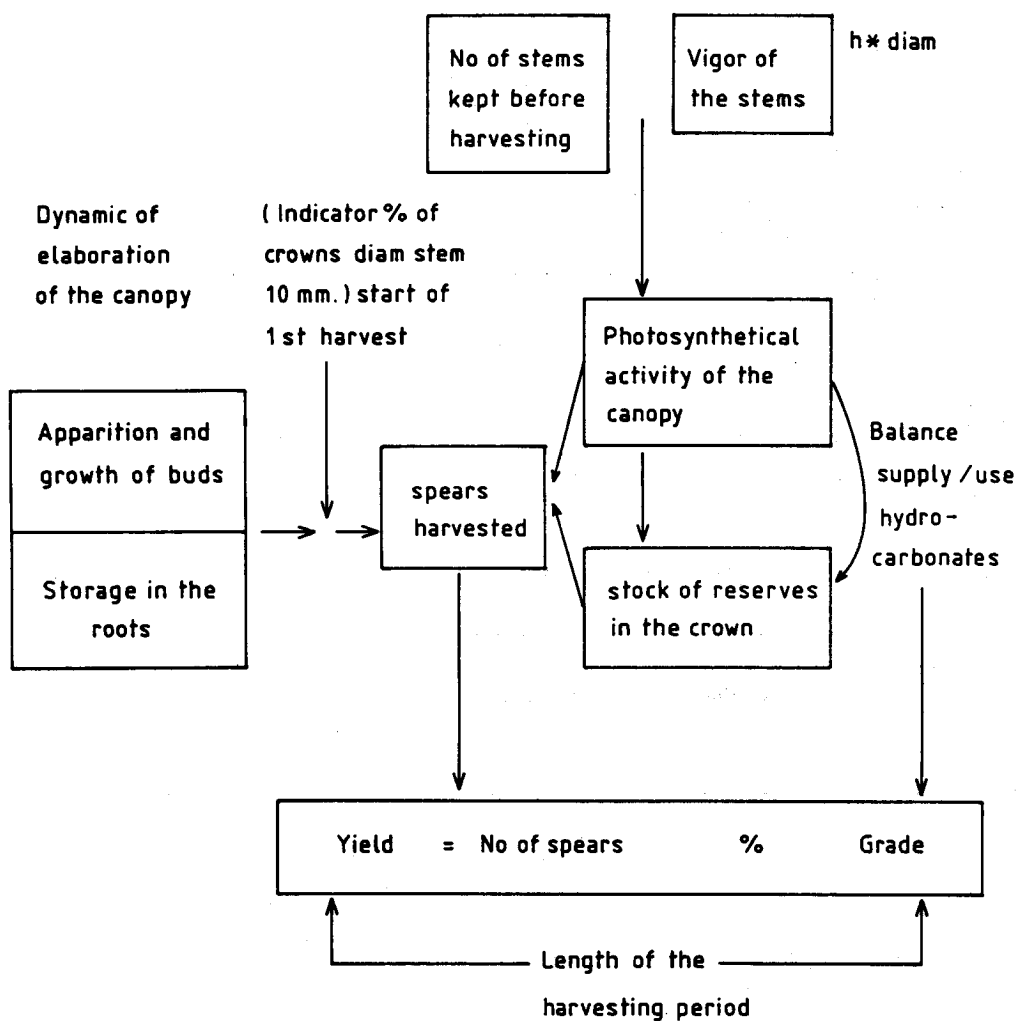 No of stems
kept before
harvesting
Vigor of
the stems
h* diam
Dynamic of
elaboration
of the canopy
( Indicator % of
crowns diam stem
10 mm. ) start of
1st harvest
Photosynthetical
activity of the
canopy
Apparition and
growth of buds
Storage in the
roots
spears
harvested
Balance
supply /use
hydro-
carbonates
stock of reserves
in the crown
Yield = No of spears % Grade
Length of the
harvesting period